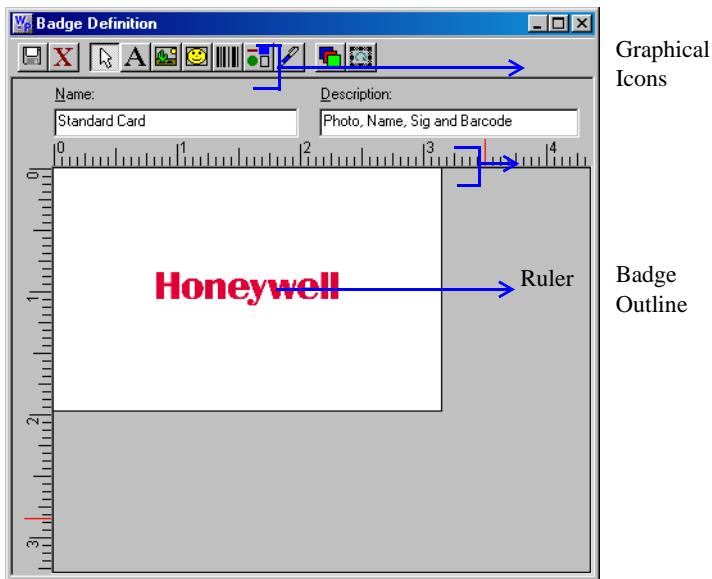 Badge Definition
Graphical
Icons
Name:
Description:
Standard Card
Photo, Name, Sig and Barcode
0 1 2 3 4
0
1
2
3
Honeywell
Ruler
Badge
Outline